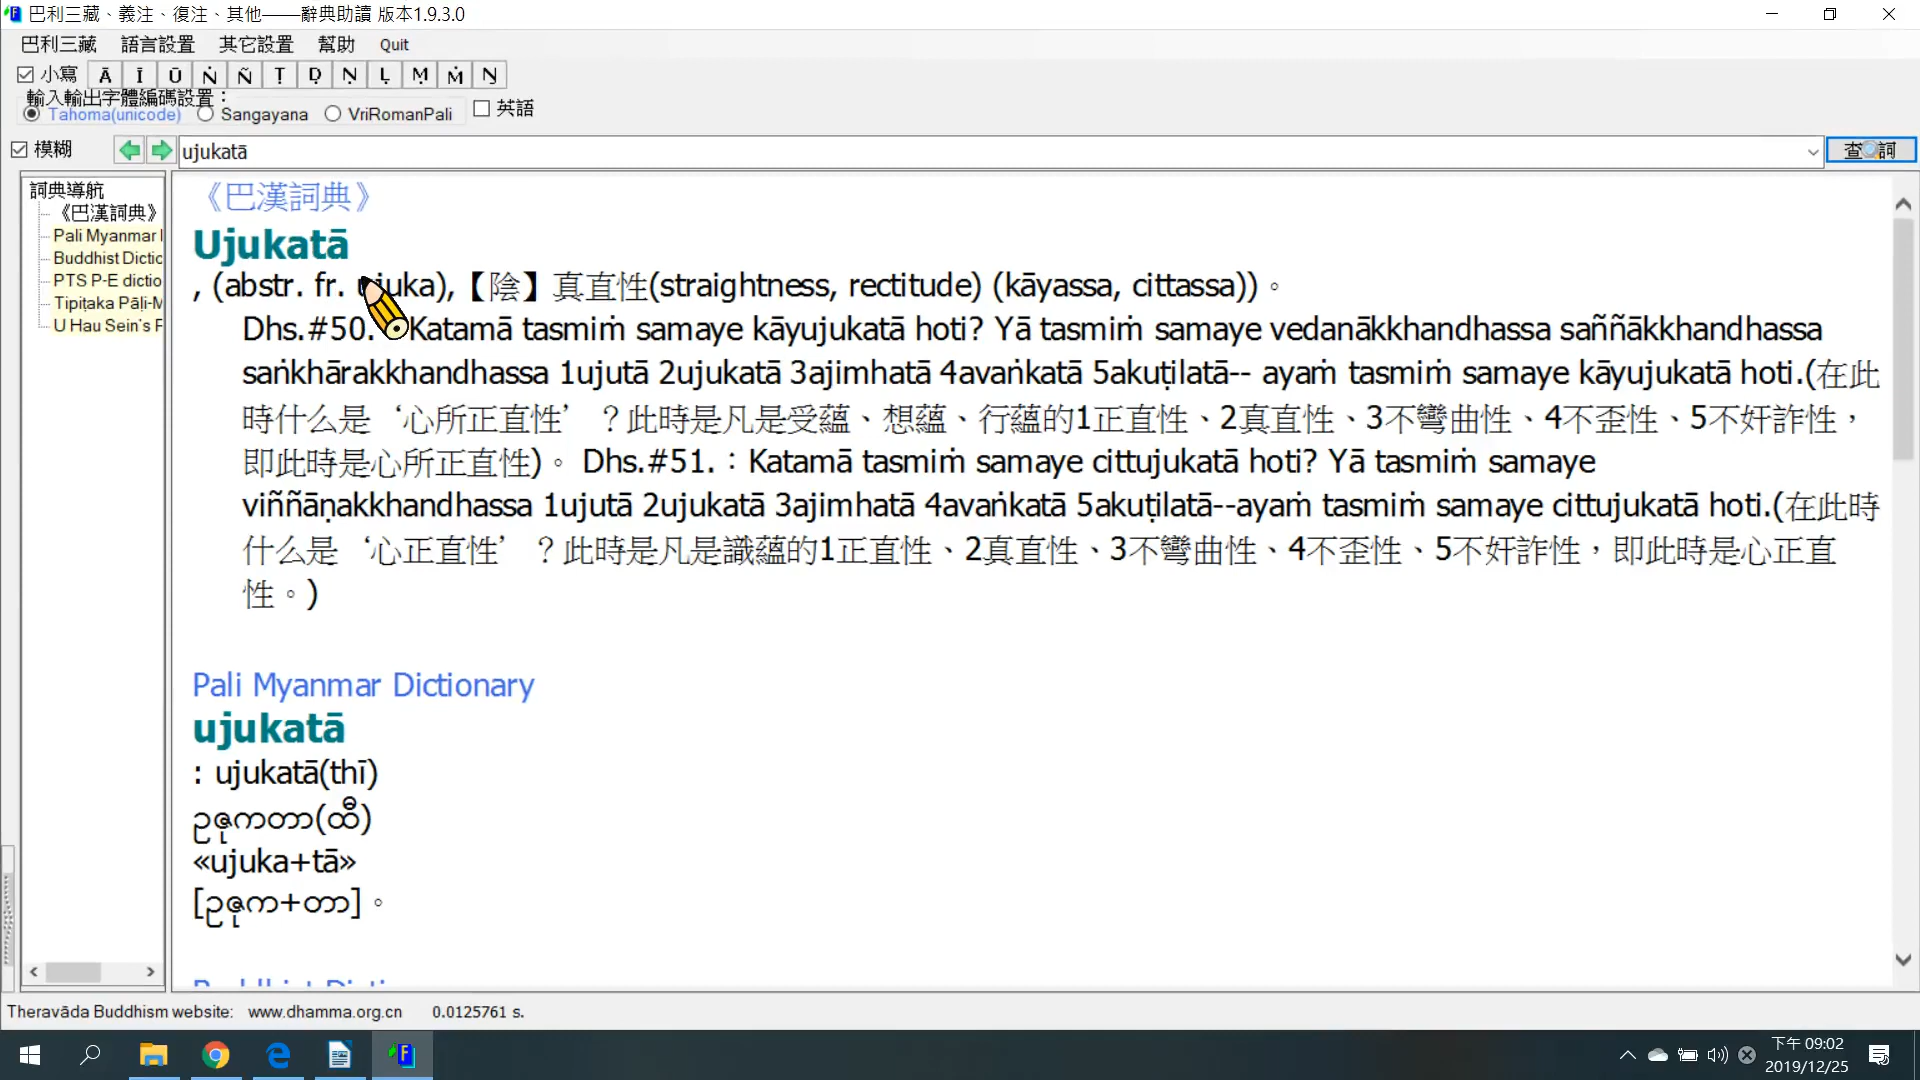 巴利三藏、義注、復注、其他——辭典助讀 版本1.9.3.0
巴利三藏 語言設置 其它設置 幫助 Quit
小寫 Ā Ī Ū Ṅ Ñ Ṭ Ḍ Ṇ Ḷ Ṃ Ṁ Ŋ
輸入輸出字體編碼設置：
Tahoma(unicode) Sangayana VriRomanPali 英語
模糊 ujukatā 查詞
詞典導航
《巴漢詞典》
Pali Myanmar
Buddhist Dictio
PTS P-E dictio
Tipiṭaka Pāḷi-M
U Hau Sein's
《巴漢詞典》
Ujukatā
, (abstr. fr. ujuka),【陰】真直性(straightness, rectitude) (kāyassa, cittassa))。
Dhs.#50. Katamā tasmiṁ samaye kāyujukatā hoti? Yā tasmiṁ samaye vedanākkhandhassa saññākkhandhassa
saṅkhārakkhandhassa 1ujutā 2ujukatā 3ajimhatā 4avaṅkatā 5akuṭilatā-- ayaṁ tasmiṁ samaye kāyujukatā hoti.(在此
時什么是‘心所正直性’？此時是凡是受蘊、想蘊、行蘊的1正直性、2真直性、3不彎曲性、4不歪性、5不奸詐性，
即此時是心所正直性)。 Dhs.#51.：Katamā tasmiṁ samaye cittujukatā hoti? Yā tasmiṁ samaye
viññāṇakkhandhassa 1ujutā 2ujukatā 3ajimhatā 4avaṅkatā 5akuṭilatā--ayaṁ tasmiṁ samaye cittujukatā hoti.(在此時
什么是‘心正直性’？此時是凡是識蘊的1正直性、2真直性、3不彎曲性、4不歪性、5不奸詐性，即此時是心正直
性。)
Pali Myanmar Dictionary
ujukatā
: ujukatā(thī)
ဥဇုကတာ(ထီ)
«ujuka+tā»
[ဥဇုက+တာ]。
Theravāda Buddhism website: www.dhamma.org.cn 0.0125761 s.
下午 09:02
2019/12/25